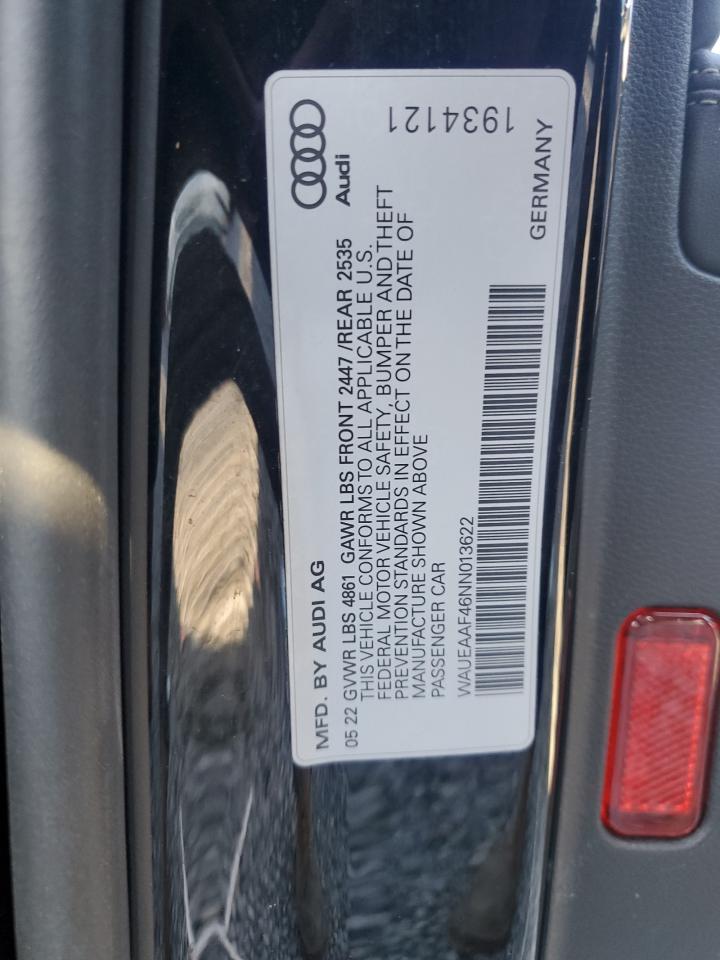 MFD. BY AUDI AG
Audi
05 22 GVWR LBS 4861 GAWR LBS FRONT 2447 /REAR 2535
THIS VEHICLE CONFORMS TO ALL APPLICABLE U.S.
FEDERAL MOTOR VEHICLE SAFETY, BUMPER AND THEFT
PREVENTION STANDARDS IN EFFECT ON THE DATE OF
MANUFACTURE SHOWN ABOVE
PASSENGER CAR
WAUEAAF46NN013622
1934121
GERMANY